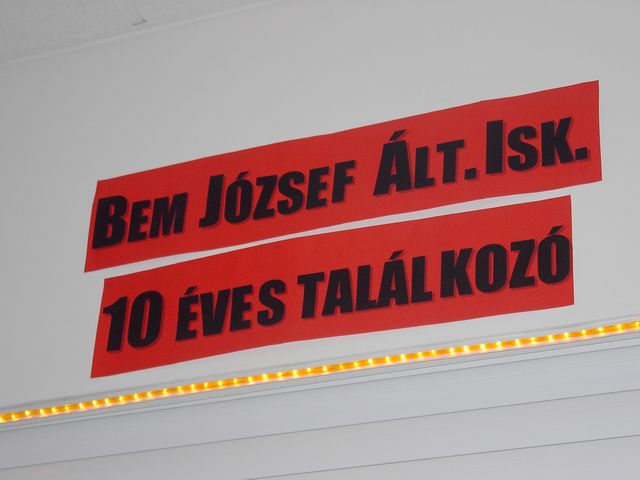 BEM JÓZSEF ÁLT. ISK.
10 ÉVES TALÁLKOZÓ